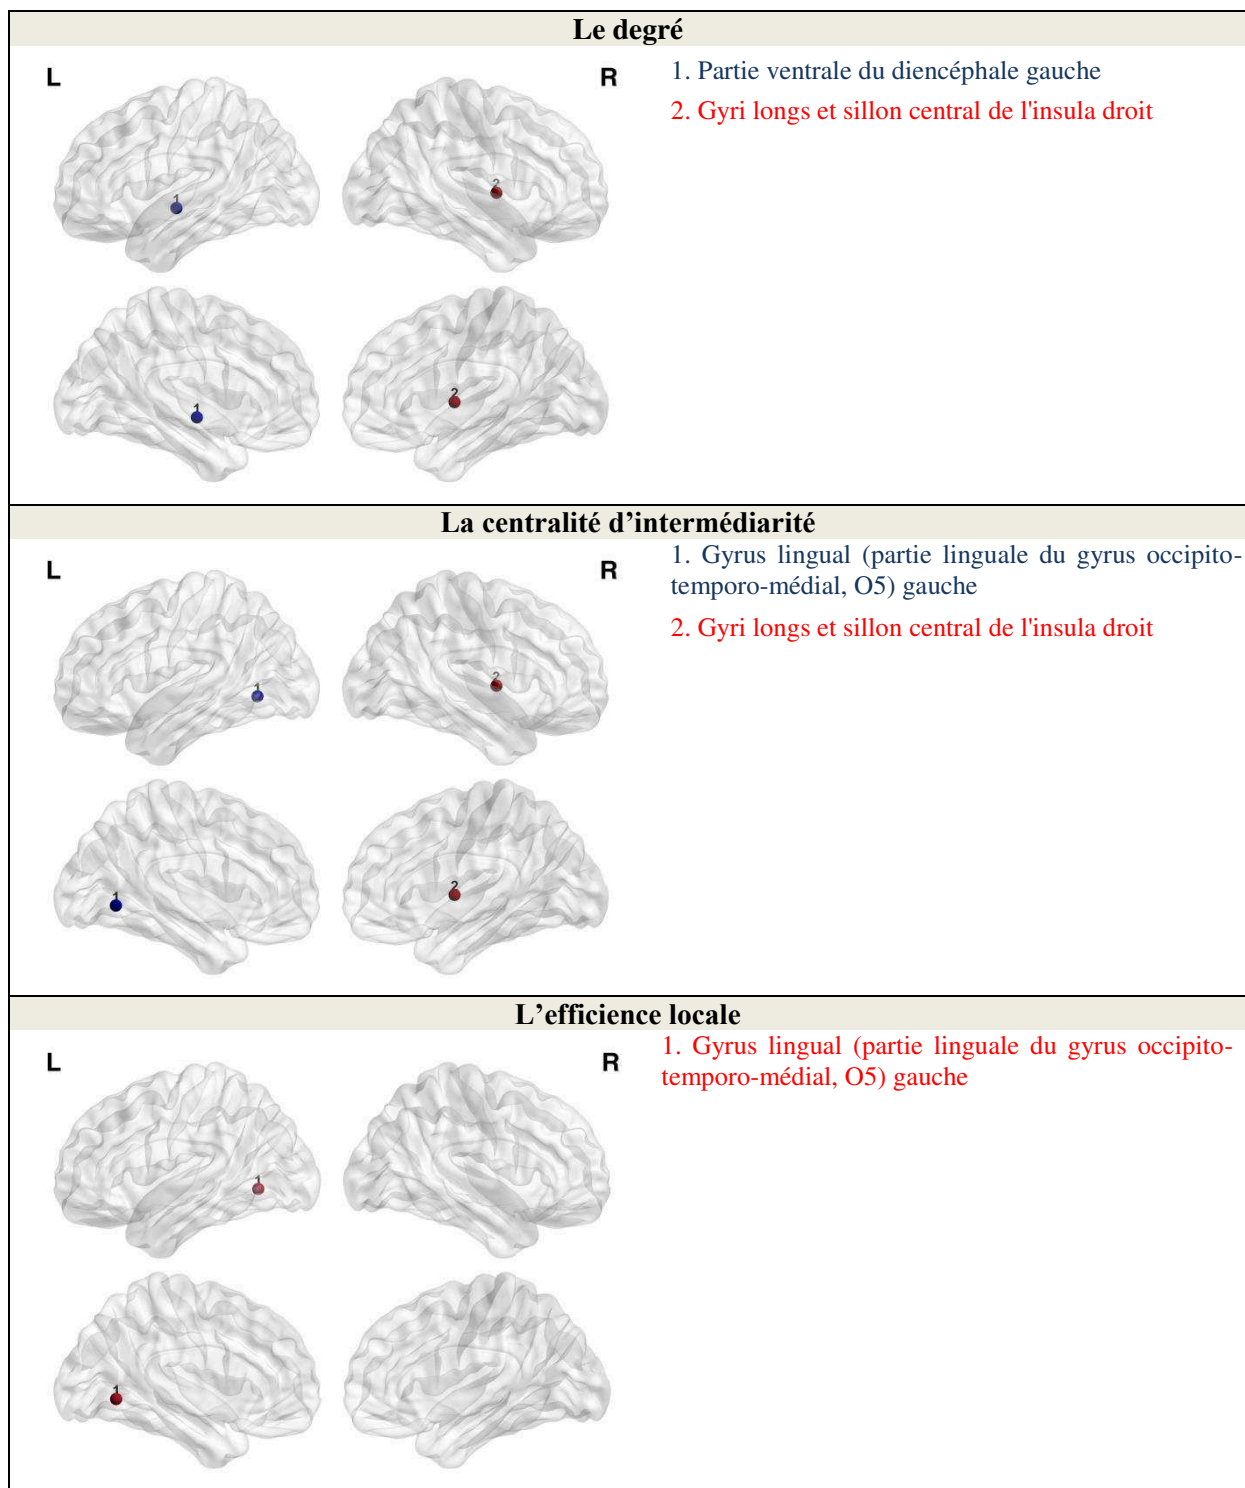 Le degré
L
R
1. Partie ventrale du diencéphale gauche
2. Gyri longs et sillon central de l'insula droit
1
2
1
2
La centralité d’intermédiarité
L
R
1. Gyrus lingual (partie linguale du gyrus occipito-
temporo-médial, O5) gauche
2. Gyri longs et sillon central de l'insula droit
1
2
1
2
L’efficience locale
L
R
1. Gyrus lingual (partie linguale du gyrus occipito-
temporo-médial, O5) gauche
1
1